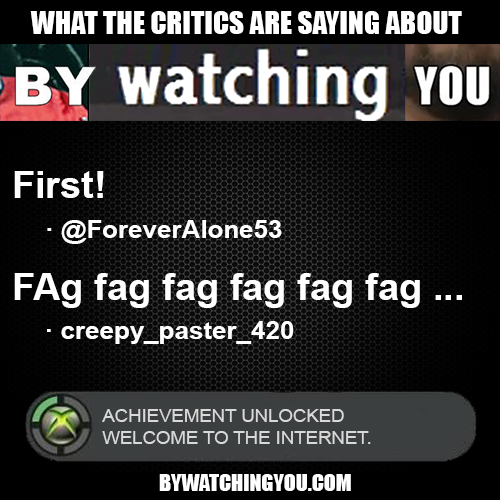 WHAT THE CRITICS ARE SAYING ABOUT
BY watching YOU
First!
· @ForeverAlone53
FAg fag fag fag fag fag ...
· creepy_paster_420
ACHIEVEMENT UNLOCKED
WELCOME TO THE INTERNET.
BYWATCHINGYOU.COM